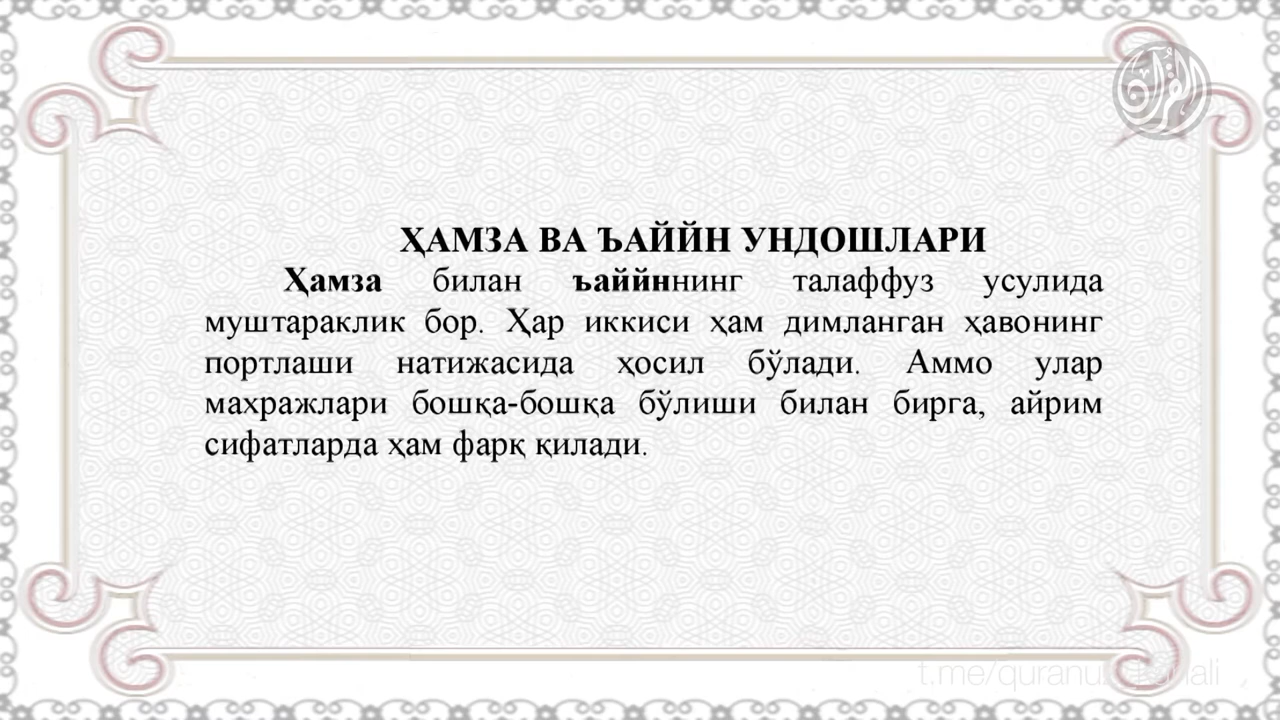 ҲАМЗА ВА ЪАЙЙН УНДОШЛАРИ
Ҳамза билан ъаййннинг талаффуз усулида
муштараклик бор. Ҳар иккиси ҳам димланган ҳавонинг
портлаши натижасида ҳосил бўлади. Аммо улар
махражлари бошқа-бошқа бўлиши билан бирга, айрим
сифатларда ҳам фарқ қилади.
القرآن